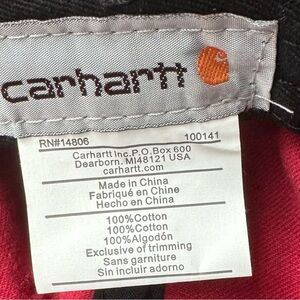 carhartt
RN#14806 100141
Carhartt Inc. P.O. Box 600
Dearborn, MI48121 USA
carhartt.com
Made in China
Fabriqué en Chine
Hecho en China
100%Cotton
100%Cotton
100%Algodón
Exclusive of trimming
Sans garniture
Sin incluir adorno